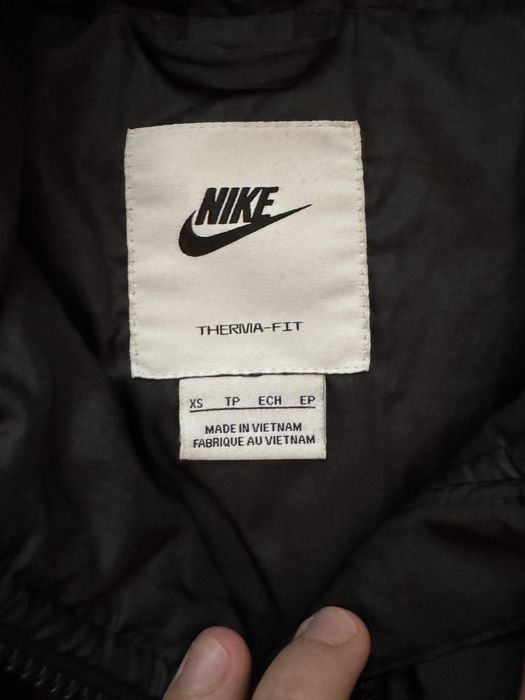 NIKE
THERMA-FIT
XS TP ECH EP
MADE IN VIETNAM
FABRIQUE AU VIETNAM